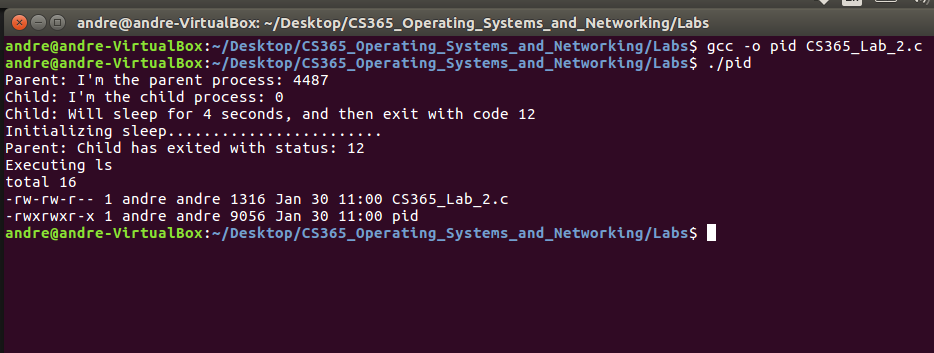 andre@andre-VirtualBox: ~/Desktop/CS365_Operating_Systems_and_Networking/Labs
andre@andre-VirtualBox:~/Desktop/CS365_Operating_Systems_and_Networking/Labs$ gcc -o pid CS365_Lab_2.c
andre@andre-VirtualBox:~/Desktop/CS365_Operating_Systems_and_Networking/Labs$ ./pid
Parent: I'm the parent process: 4487
Child: I'm the child process: 0
Child: Will sleep for 4 seconds, and then exit with code 12
Initializing sleep........................
Parent: Child has exited with status: 12
Executing ls
total 16
-rw-rw-r-- 1 andre andre 1316 Jan 30 11:00 CS365_Lab_2.c
-rwxrwxr-x 1 andre andre 9056 Jan 30 11:00 pid
andre@andre-VirtualBox:~/Desktop/CS365_Operating_Systems_and_Networking/Labs$